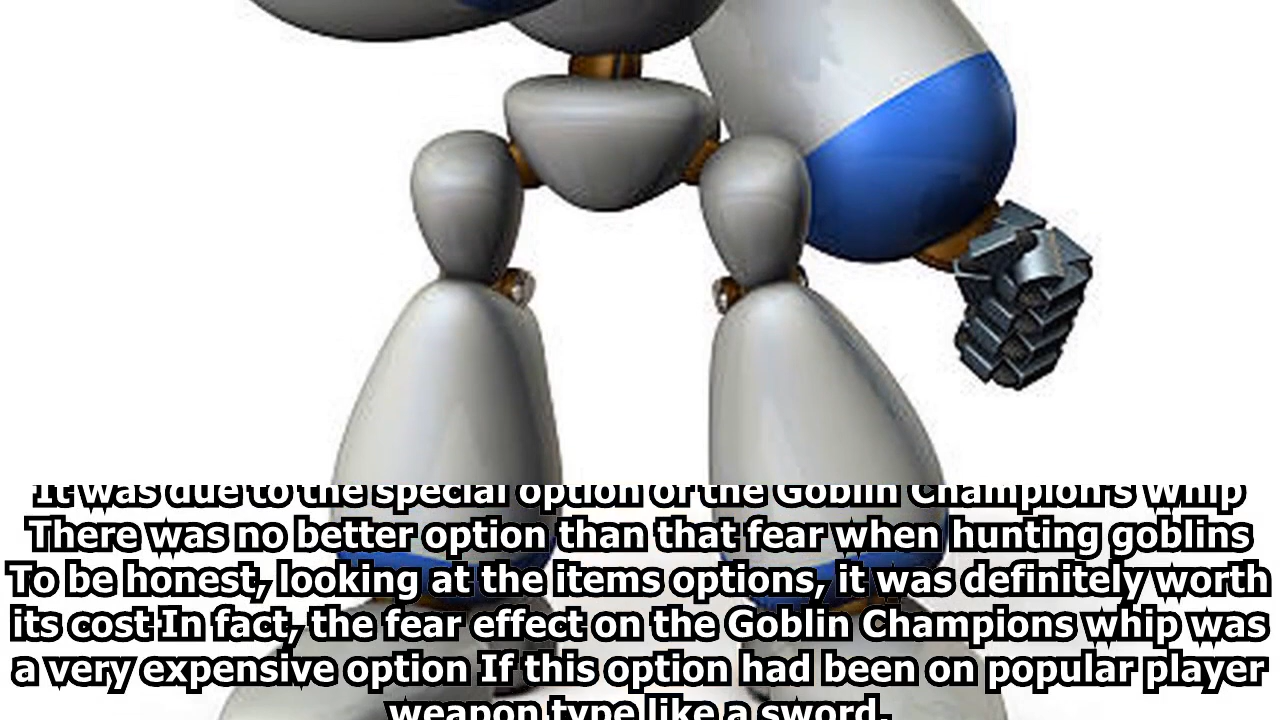 It was due to the special option of the Goblin Champion's Whip
There was no better option than that fear when hunting goblins
To be honest, looking at the items options, it was definitely worth
its cost In fact, the fear effect on the Goblin Champions whip was
a very expensive option If this option had been on popular player
weapon type like a sword,